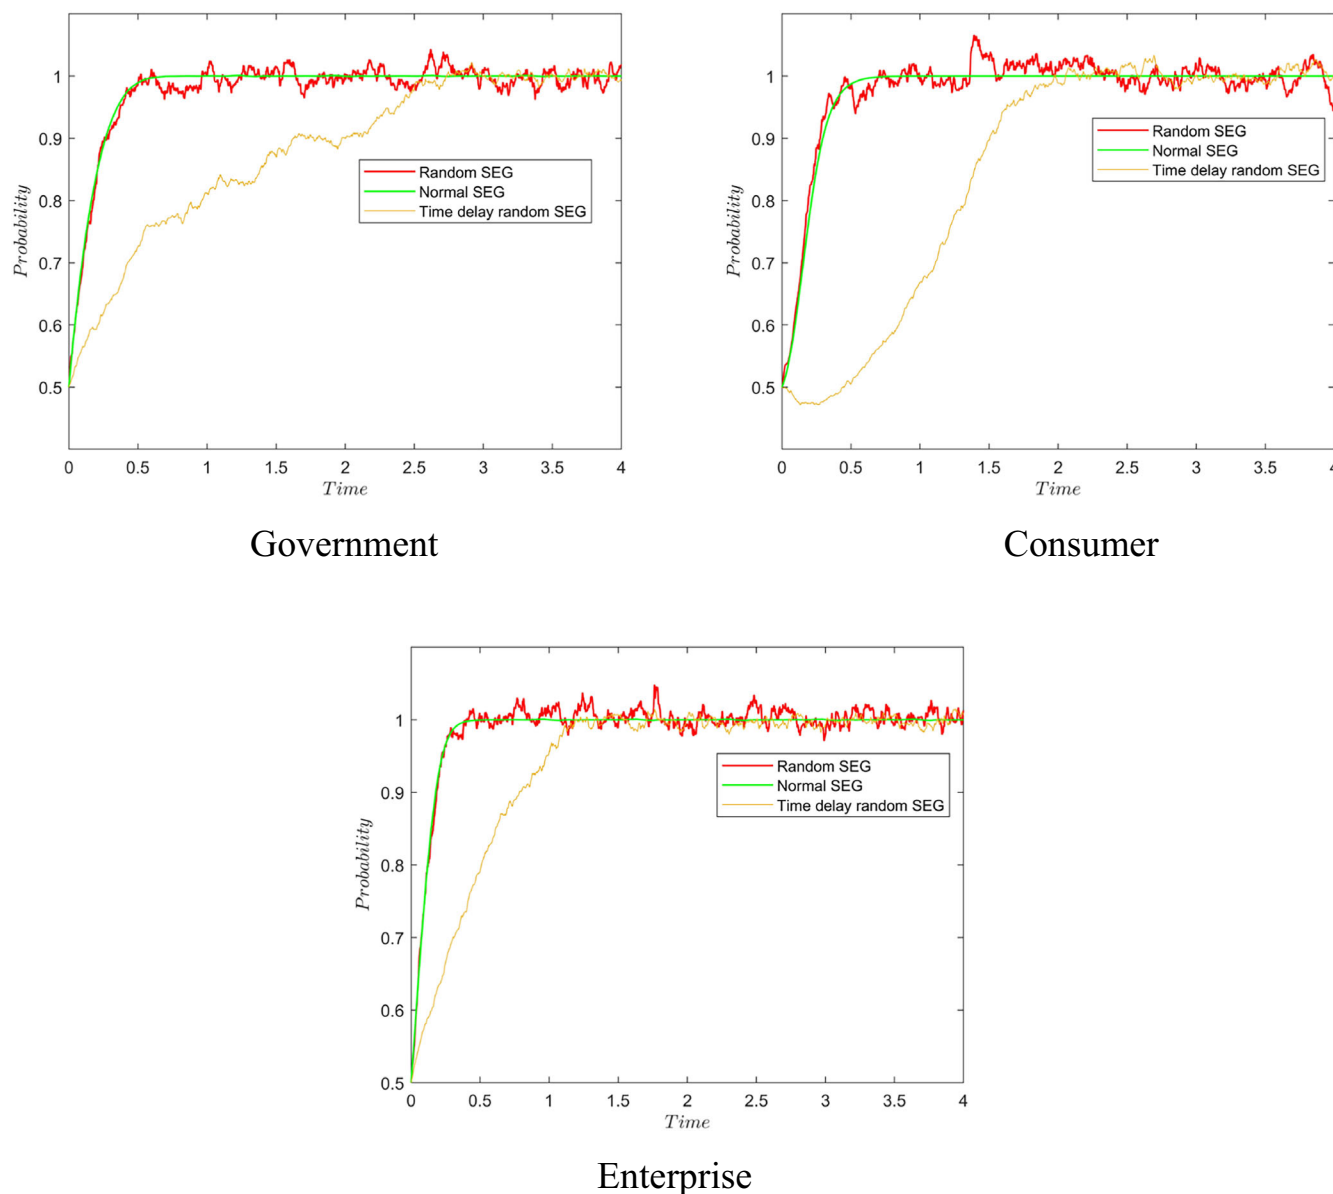 1
0.9
0.8
0.7
0.6
0.5
Probability
Random SEG
Normal SEG
Time delay random SEG
0 0.5 1 1.5 2 2.5 3 3.5 4
Time
Government
1
0.9
0.8
0.7
0.6
0.5
Probability
Random SEG
Normal SEG
Time delay random SEG
0 0.5 1 1.5 2 2.5 3 3.5 4
Time
Consumer
1
0.9
0.8
0.7
0.6
0.5
Probability
Random SEG
Normal SEG
Time delay random SEG
0 0.5 1 1.5 2 2.5 3 3.5 4
Time
Enterprise